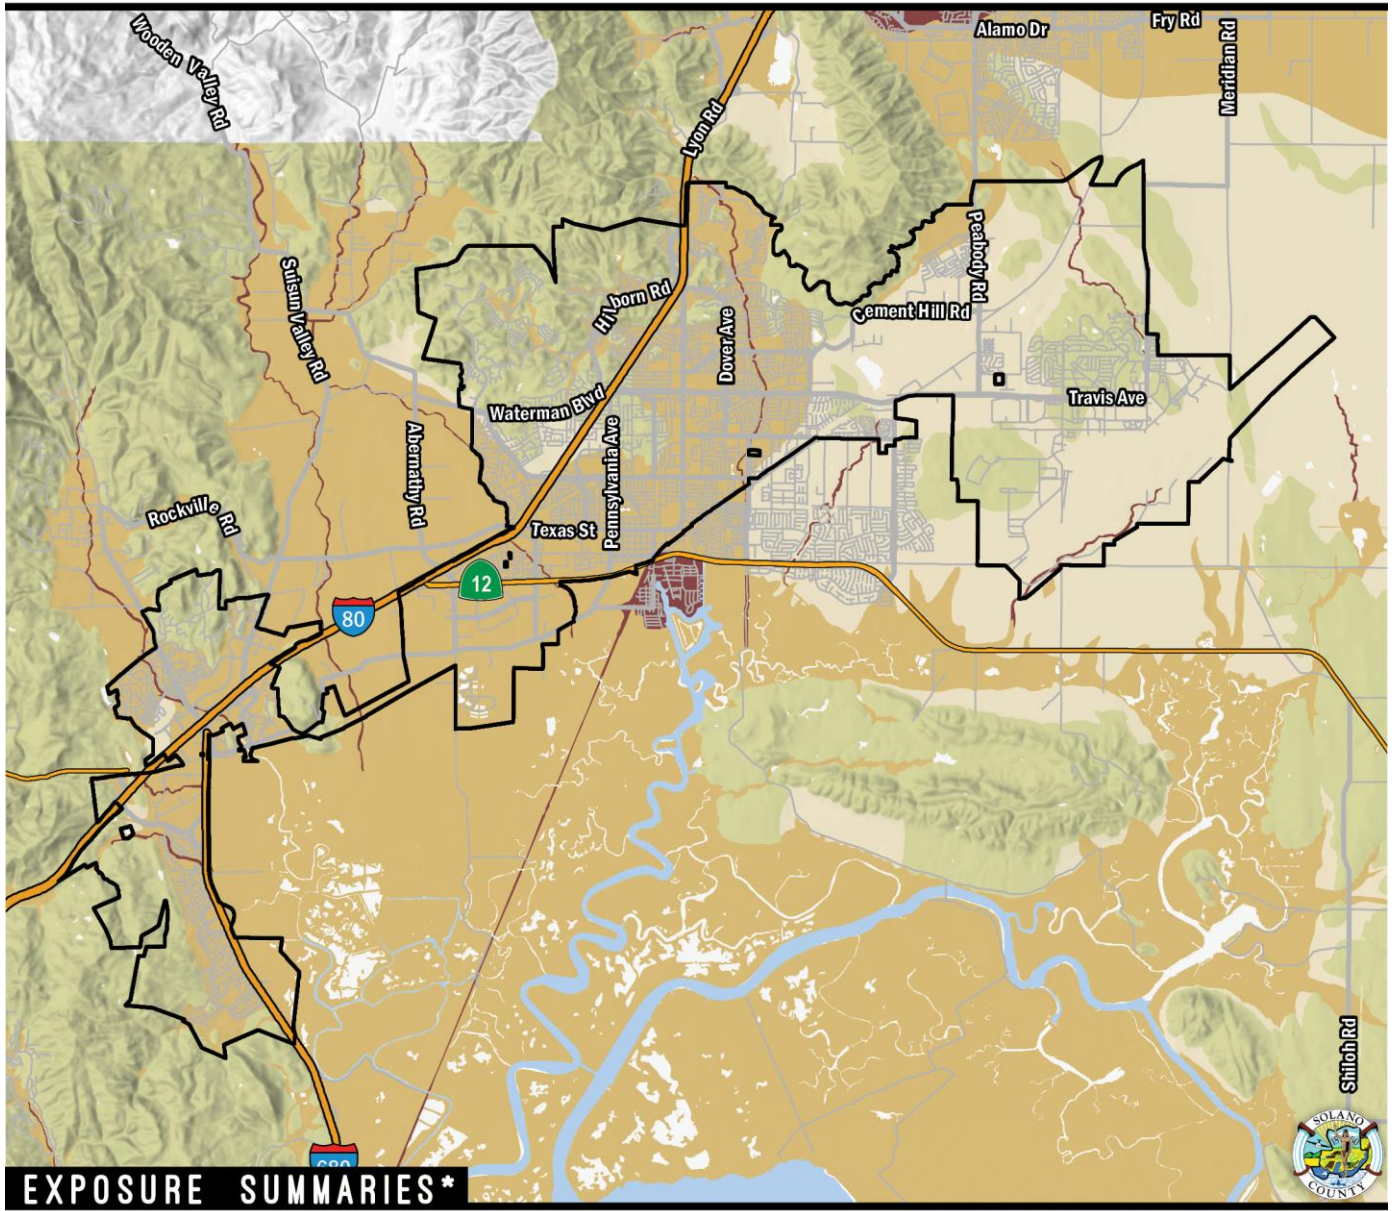 Wooden Valley Rd
Alamo Dr
Fry Rd
Meridian Rd
Lyon Rd
Suisun Valley Rd
Hilborn Rd
Dover Ave
Peabody Rd
Cement Hill Rd
Waterman Blvd
Travis Ave
Abernathy Rd
Pennsylvania Ave
Rockville Rd
Texas St
12
80
Shiloh Rd
680
SOLANO
COUNTY
EXPOSURE SUMMARIES*